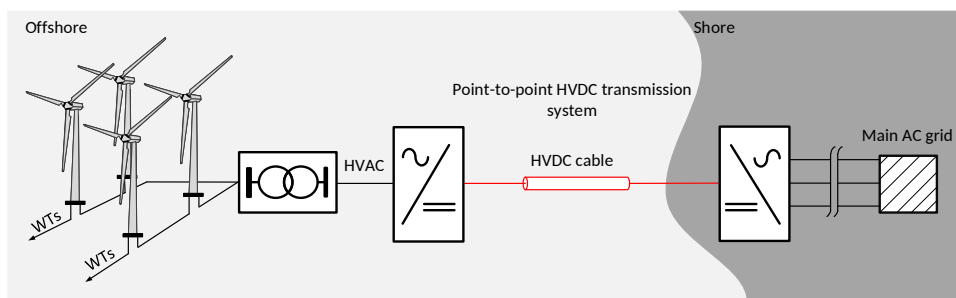 Offshore
Shore
Point-to-point HVDC transmission
system
Main AC grid
HVAC
HVDC cable
WTs
WTs